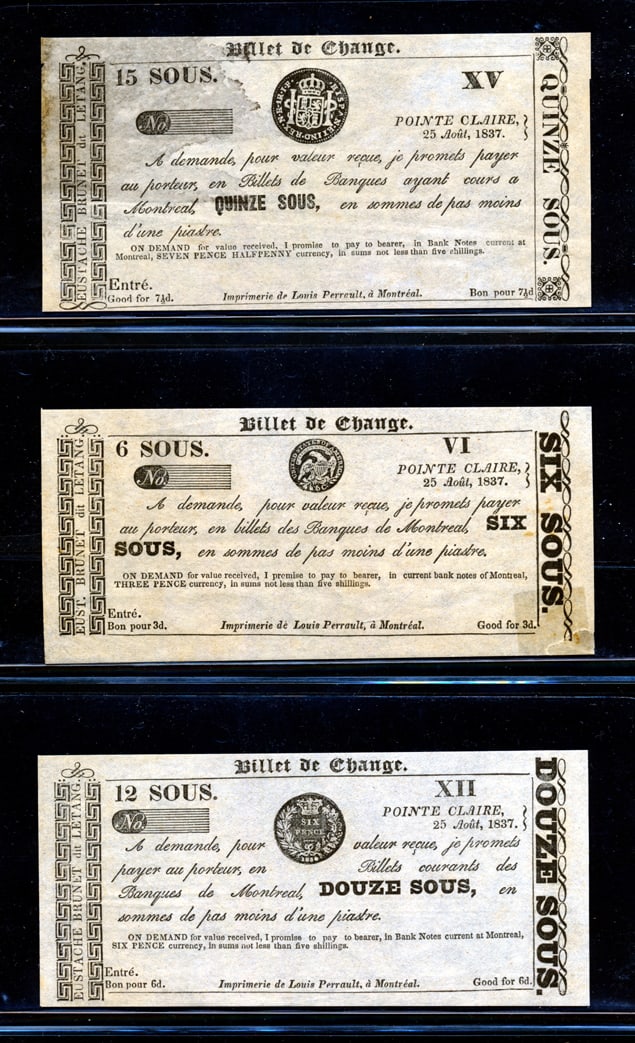 Billet de Change.
EUSTACHE BRUNET dit LETANG.
15 SOUS.
XV
No
POINTE CLAIRE,
25 Août, 1837.
A demande, pour valeur reçue, je promets payer
au porteur, en Billets de Banques ayant cours a
Montreal, QUINZE SOUS, en sommes de pas moins
d'une piastre.
ON DEMAND for value received, I promise to pay to bearer, in Bank Notes current at
Montreal, SEVEN PENCE HALFPENNY currency, in sums not less than five shillings.
Entré.
Good for 7½d.
Imprimerie de Louis Perrault, à Montréal.
Bon pour 7½d
QUINZE SOUS.
Billet de Change.
EUST. BRUNET dit LETANG.
6 SOUS.
VI
No.
POINTE CLAIRE,
25 Août, 1837.
A demande, pour valeur reçue, je promets payer
au porteur, en billets des Banques de Montreal, SIX
SOUS, en sommes de pas moins d'une piastre.
ON DEMAND for value received, I promise to pay to bearer, in current bank notes of Montreal,
THREE PENCE currency, in sums not less than five shillings.
Entré.
Bon pour 3d.
Imprimerie de Louis Perrault, à Montréal.
Good for 3d.
SIX SOUS.
Billet de Change.
EUSTACHE BRUNET dit LETANG.
12 SOUS.
XII
No.
SIX
PENCE
POINTE CLAIRE,
25 Août, 1837.
A demande, pour valeur reçue, je promets
payer au porteur, en Billets courants des
Banques de Montreal, DOUZE SOUS, en
sommes de pas moins d'une piastre.
ON DEMAND for value received, I promise to pay to bearer, in Bank Notes current at Montreal,
SIX PENCE currency, in sums not less than five shillings.
Entré.
Bon pour 6d.
Imprimerie de Louis Perrault, à Montréal.
Good for 6d.
DOUZE SOUS.